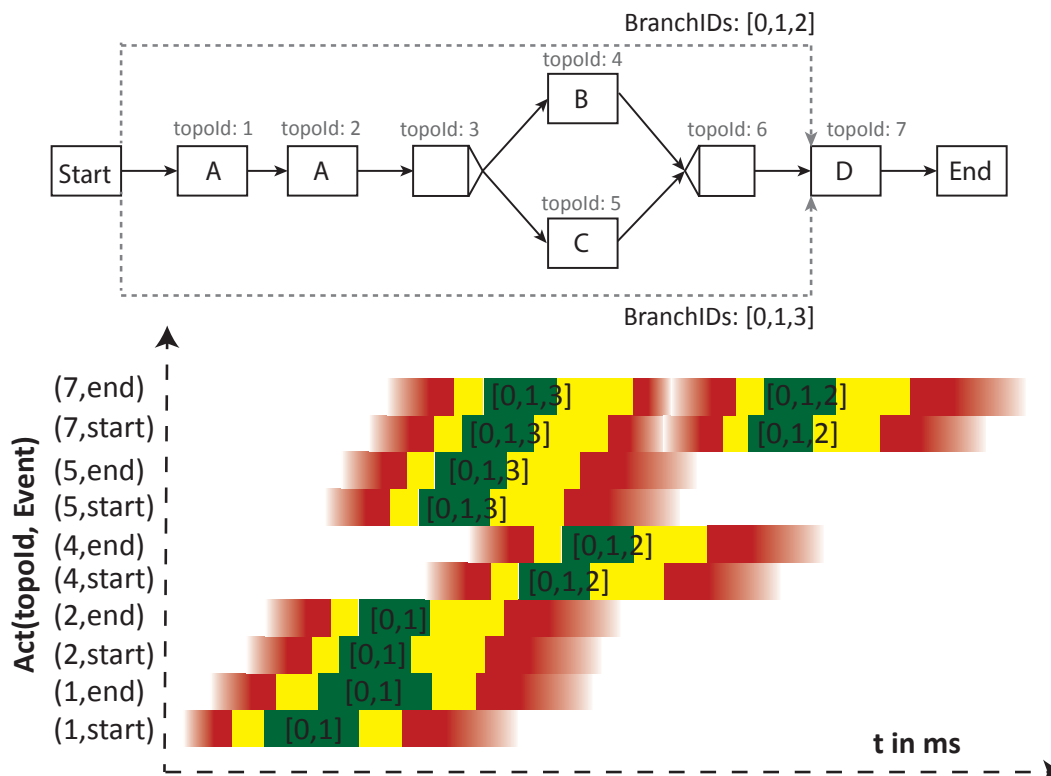 BranchIDs: [0,1,2]
topoId: 4
B
topoId: 1
topoId: 2
topoId: 3
topoId: 6
topoId: 7
Start
A
A
D
End
topoId: 5
C
BranchIDs: [0,1,3]
Act(topoId, Event)
(7,end)
[0,1,3]
[0,1,2]
(7,start)
[0,1,3]
[0,1,2]
(5,end)
[0,1,3]
(5,start)
[0,1,3]
(4,end)
[0,1,2]
(4,start)
[0,1,2]
(2,end)
[0,1]
(2,start)
[0,1]
(1,end)
[0,1]
(1,start)
[0,1]
t in ms